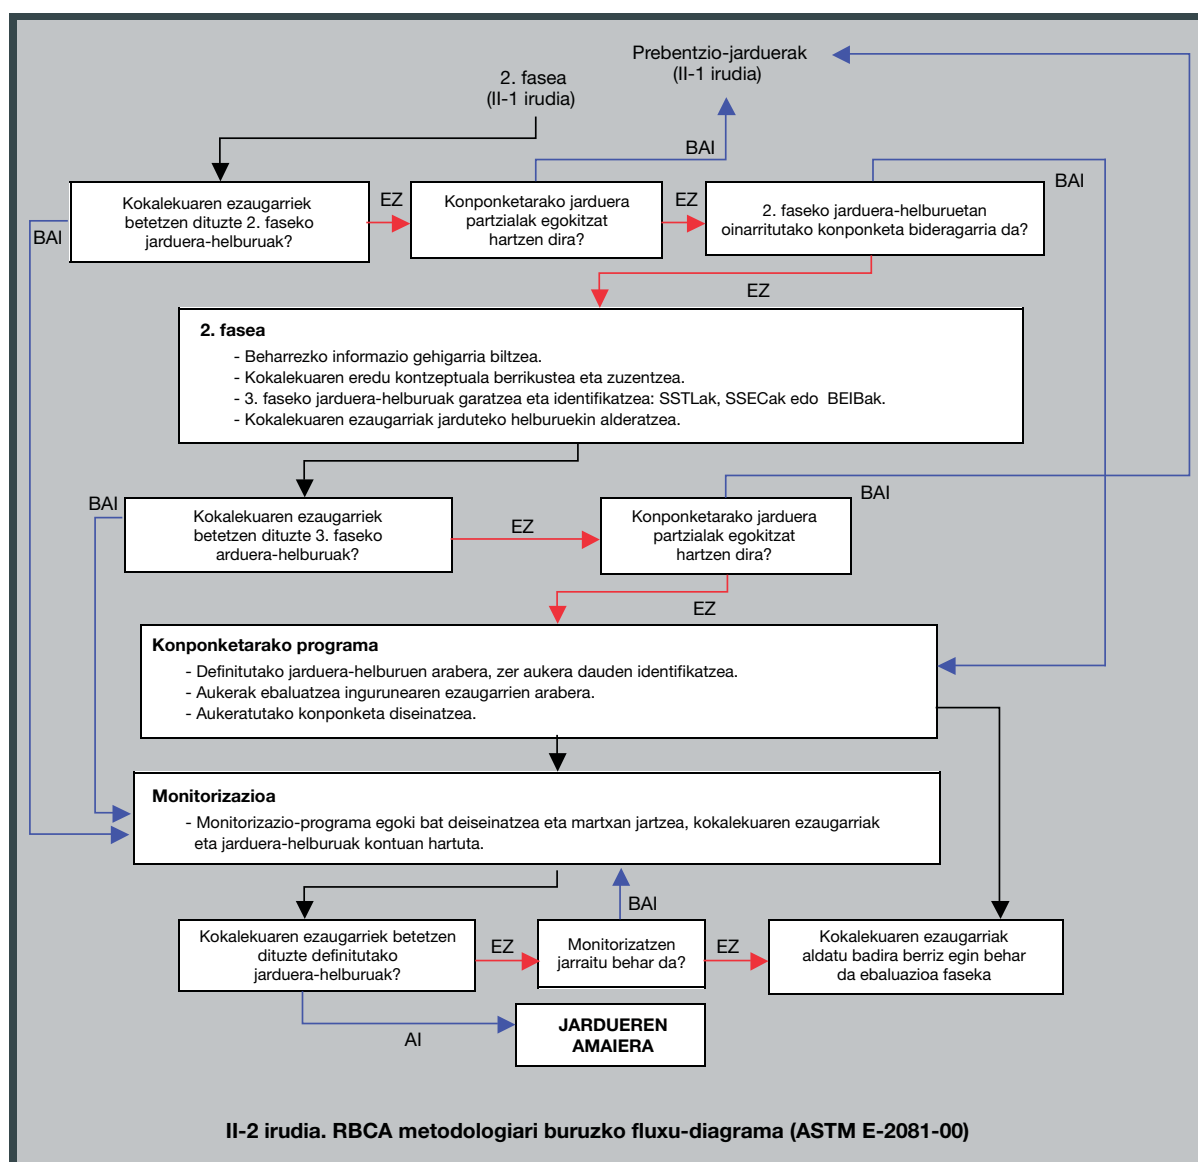 Prebentzio-jarduerak
(II-1 irudia)
2. fasea
(II-1 irudia)
BAI
BAI
BAI
Kokalekuaren ezaugarriek
betetzen dituzte 2. faseko
jarduera-helburuak?
EZ
Konponketarako jarduera
partzialak egokitzat
hartzen dira?
EZ
2. faseko jarduera-helburuetan
oinarritutako konponketa bideragarria da?
EZ
2. fasea
- Beharrezko informazio gehigarria biltzea.
- Kokalekuaren eredu kontzeptuala berrikustea eta zuzentzea.
- 3. faseko jarduera-helburuak garatzea eta identifikatzea: SSTLak, SSECak edo BEIBak.
- Kokalekuaren ezaugarriak jarduteko helburuekin alderatzea.
BAI
BAI
Kokalekuaren ezaugarriek
betetzen dituzte 3. faseko
arduera-helburuak?
EZ
Konponketarako jarduera
partzialak egokitzat
hartzen dira?
EZ
Konponketarako programa
- Definitutako jarduera-helburuen arabera, zer aukera dauden identifikatzea.
- Aukerak ebaluatzea ingurunearen ezaugarrien arabera.
- Aukeratutako konponketa diseinatzea.
Monitorizazioa
- Monitorizazio-programa egoki bat deiseinatzea eta martxan jartzea, kokalekuaren ezaugarriak
eta jarduera-helburuak kontuan hartuta.
BAI
Kokalekuaren ezaugarriek betetzen
dituzte definitutako
jarduera-helburuak?
EZ
Monitorizatzen
jarraitu behar da?
EZ
Kokalekuaren ezaugarriak
aldatu badira berriz egin behar
da ebaluazioa faseka
AI
JARDUEREN
AMAIERA
II-2 irudia. RBCA metodologiari buruzko fluxu-diagrama (ASTM E-2081-00)